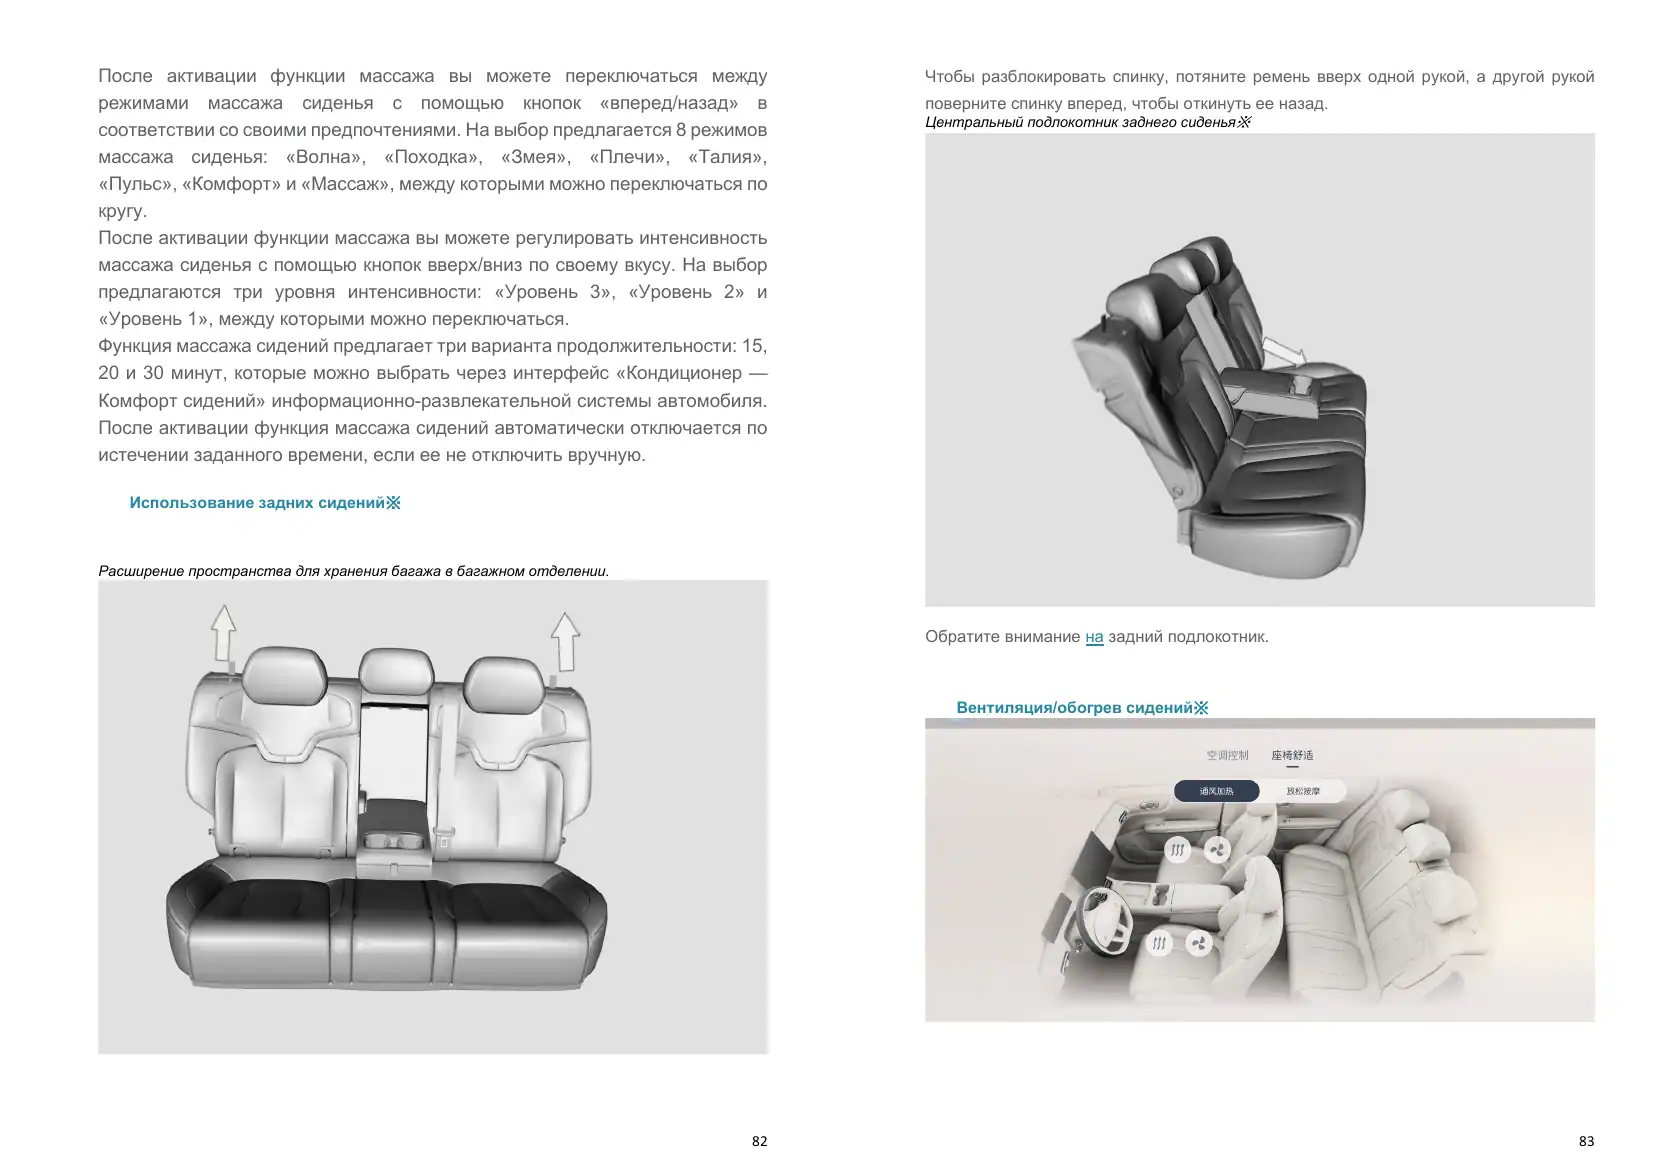 После активации функции массажа вы можете переключаться между
режимами массажа сиденья с помощью кнопок «вперед/назад» в
соответствии со своими предпочтениями. На выбор предлагается 8 режимов
массажа сиденья: «Волна», «Походка», «Змея», «Плечи», «Талия»,
«Пульс», «Комфорт» и «Массаж», между которыми можно переключаться по
кругу.
После активации функции массажа вы можете регулировать интенсивность
массажа сиденья с помощью кнопок вверх/вниз по своему вкусу. На выбор
предлагаются три уровня интенсивности: «Уровень 3», «Уровень 2» и
«Уровень 1», между которыми можно переключаться.
Функция массажа сидений предлагает три варианта продолжительности: 15,
20 и 30 минут, которые можно выбрать через интерфейс «Кондиционер —
Комфорт сидений» информационно-развлекательной системы автомобиля.
После активации функция массажа сидений автоматически отключается по
истечении заданного времени, если ее не отключить вручную.
Использование задних сидений※
Расширение пространства для хранения багажа в багажном отделении.
82
Чтобы разблокировать спинку, потяните ремень вверх одной рукой, а другой рукой
поверните спинку вперед, чтобы откинуть ее назад.
Центральный подлокотник заднего сиденья※
Обратите внимание на задний подлокотник.
Вентиляция/обогрев сидений※
空调控制 座椅舒适
通风加热 放松按摩
83